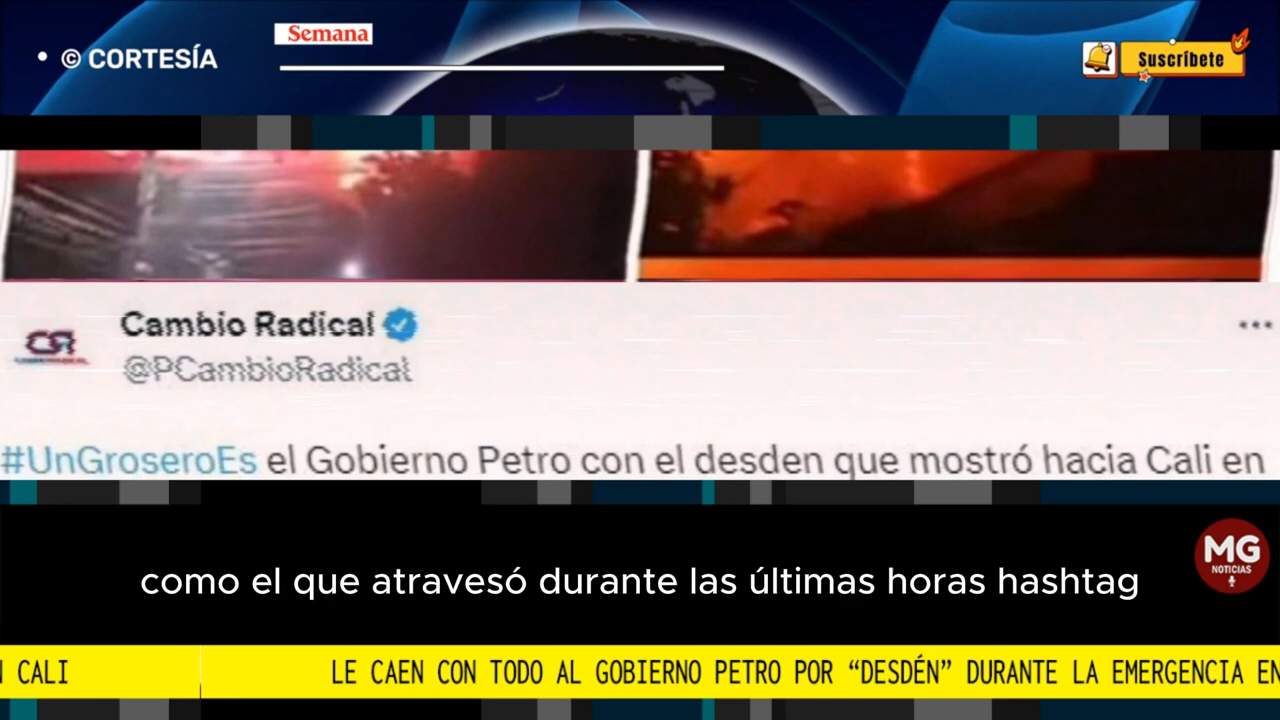 © CORTESÍA
Semana
Suscríbete
Cambio Radical
@PCambioRadical
#UnGroseroEs el Gobierno Petro con el desden que mostró hacia Cali en
como el que atravesó durante las últimas horas hashtag
MG
NOTICIAS
CALI
LE CAEN CON TODO AL GOBIERNO PETRO POR “DESDÉN” DURANTE LA EMERGENCIA EN